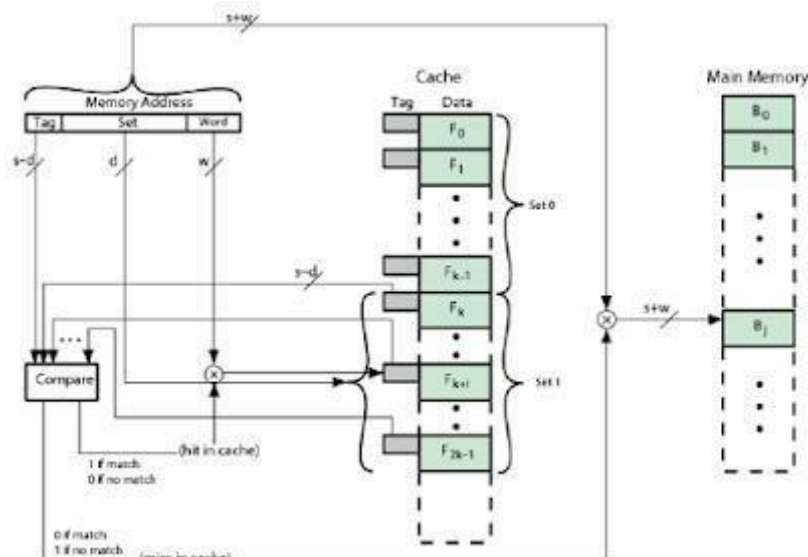 s+w
Cache
Main Memory
Memory Address
Tag Data
Tag Set Word
F0
B0
F1
B1
s-d
d
w
Set 0
s-d
Fk-1
Fk
s+w
Bj
Compare
Fk+i
Set 1
(hit in cache)
F2k-1
1 if match
0 if no match
0 if match
1 if no match
(miss in cache)